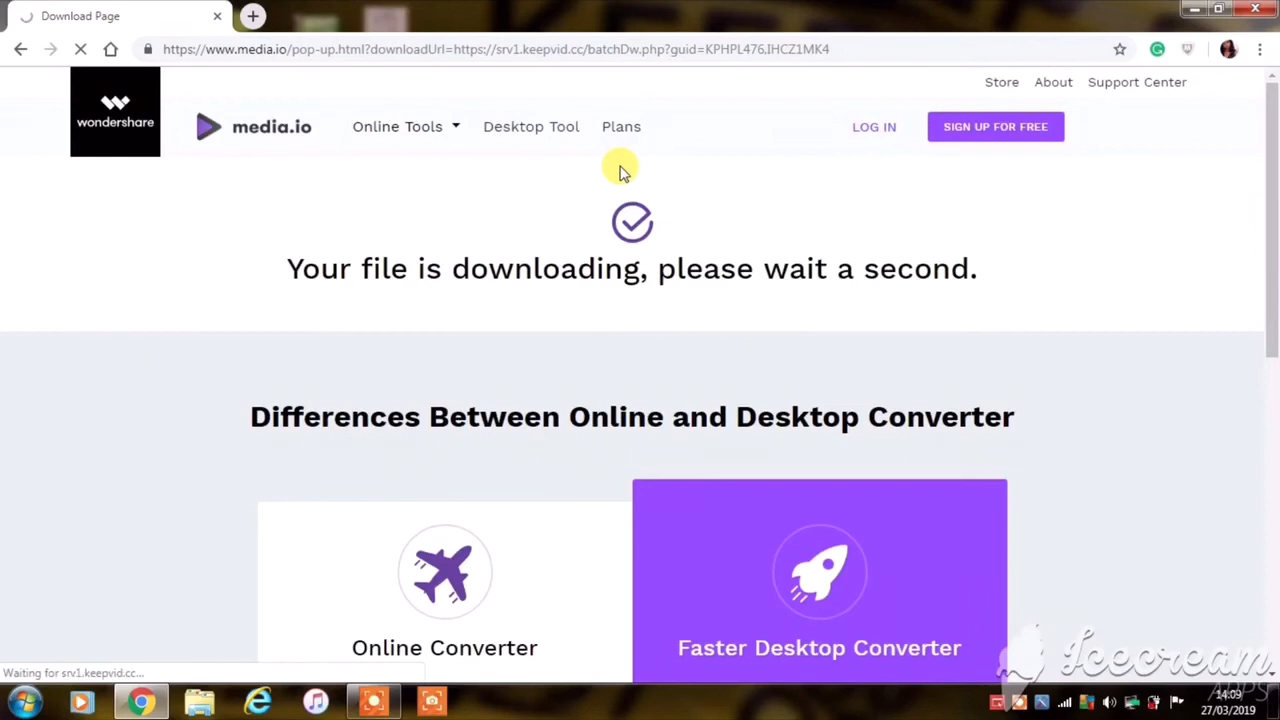 Download Page
https://www.media.io/pop-up.html?downloadUrl=https://srv1.keepvid.cc/batchDw.php?guid=KPHPL476JHCZ1MK4
Store About Support Center
wondershare
media.io Online Tools Desktop Tool Plans LOG IN SIGN UP FOR FREE
Your file is downloading, please wait a second.
Differences Between Online and Desktop Converter
Online Converter Faster Desktop Converter
Waiting for srv1.keepvid.cc...
Icecream
APPS
14:09
27/03/2019